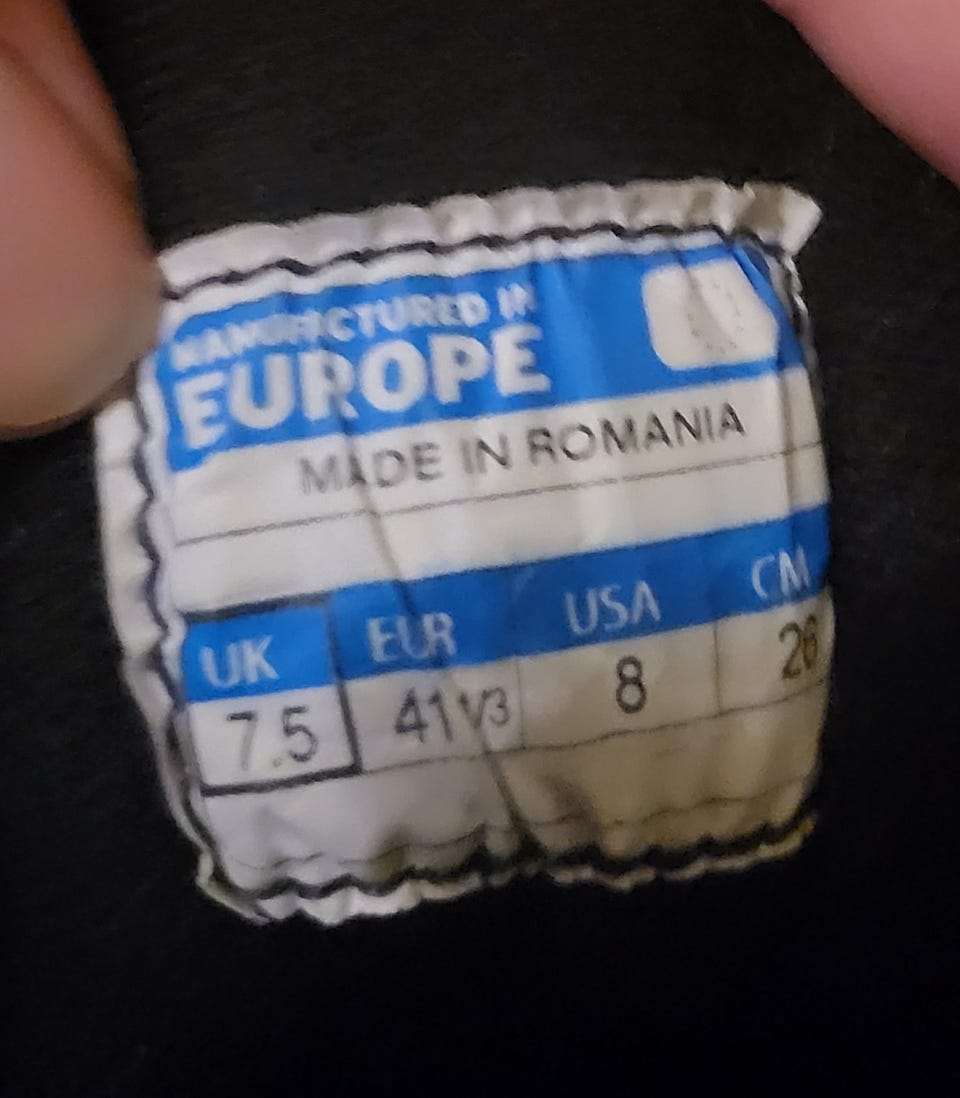 MANUFACTURED IN
EUROPE
MADE IN ROMANIA
UK EUR USA CM
7.5 41 1/3 8 26